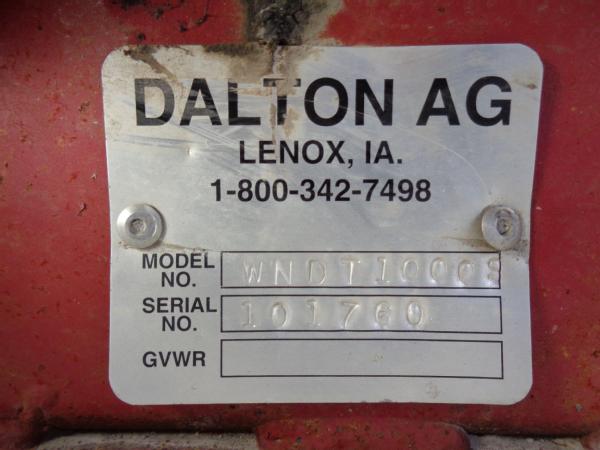 DALTON AG
LENOX, IA.
1-800-342-7498
MODEL NO. WNDT1000S
SERIAL NO. 101760
GVWR